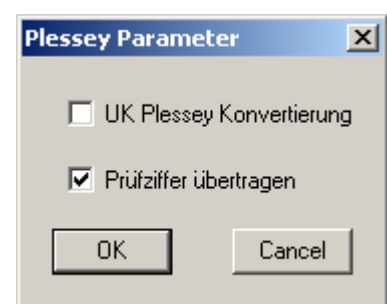 Plessey Parameter
UK Plessey Konvertierung
Prüfziffer übertragen
OK Cancel